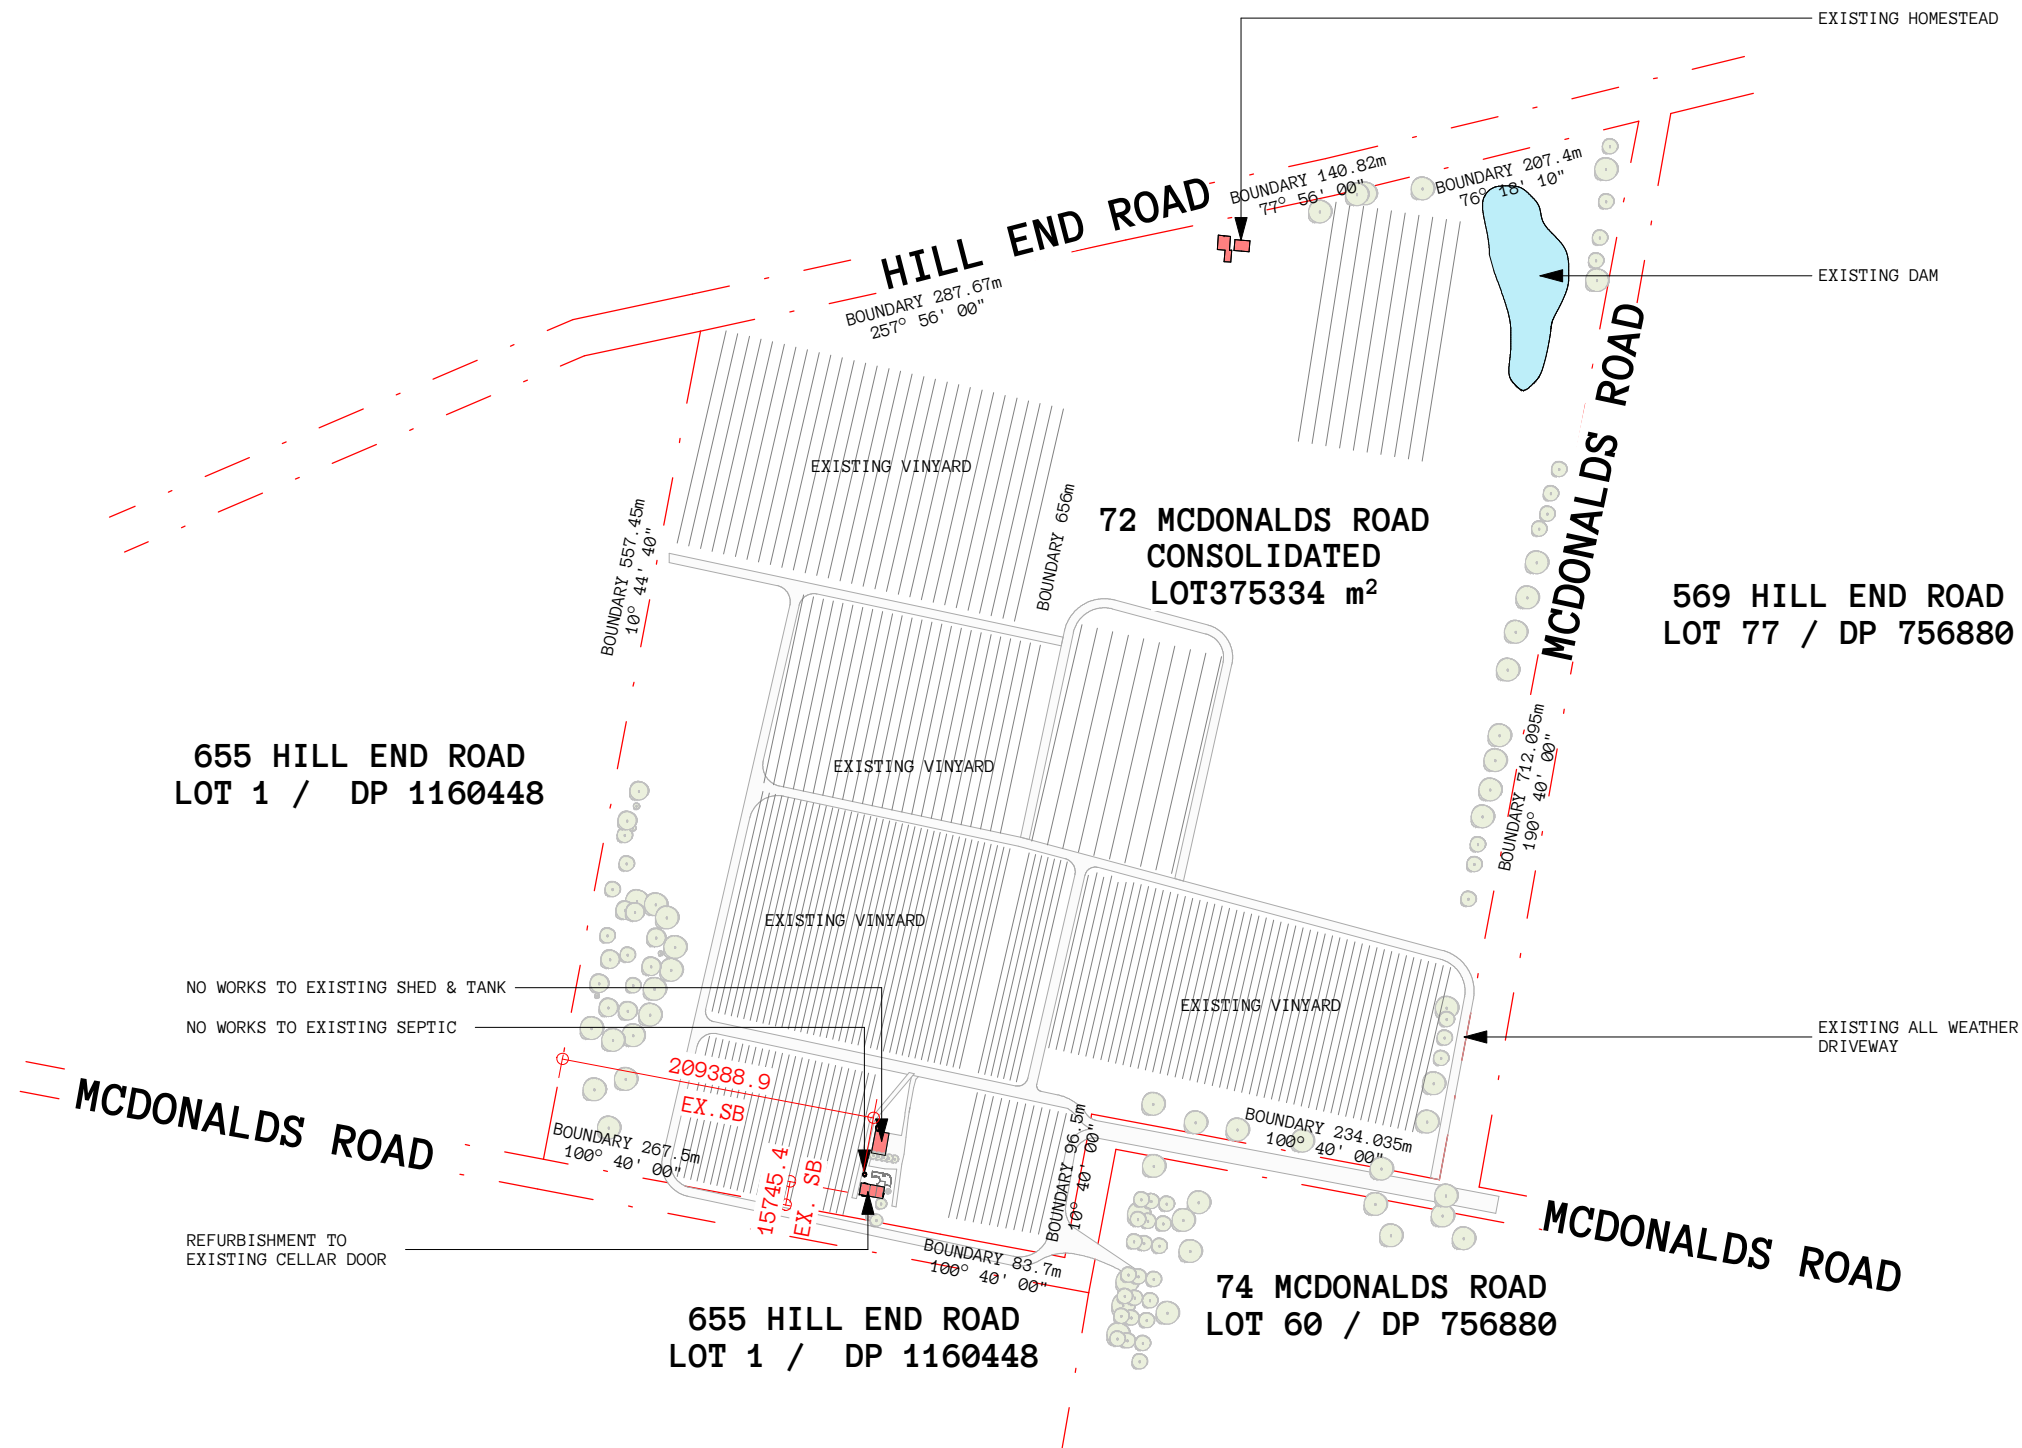 EXISTING HOMESTEAD
BOUNDARY 140.82m
77° 56' 00"
BOUNDARY 207.4m
76° 18' 10"
HILL END ROAD
BOUNDARY 287.67m
257° 56' 00"
EXISTING DAM
MCDONALDS ROAD
EXISTING VINYARD
BOUNDARY 557.45m
10° 44' 40"
BOUNDARY 656m
72 MCDONALDS ROAD
CONSOLIDATED
LOT375334 m²
569 HILL END ROAD
LOT 77 / DP 756880
655 HILL END ROAD
LOT 1 / DP 1160448
EXISTING VINYARD
BOUNDARY 712.095m
190° 40' 00"
EXISTING VINYARD
NO WORKS TO EXISTING SHED & TANK
EXISTING VINYARD
NO WORKS TO EXISTING SEPTIC
EXISTING ALL WEATHER
DRIVEWAY
209388.9
EX.SB
MCDONALDS ROAD
BOUNDARY 267.5m
100° 40' 00"
15745.4
EX. SB
BOUNDARY 96.5m
10° 40' 00"
BOUNDARY 234.035m
100° 40' 00"
REFURBISHMENT TO
EXISTING CELLAR DOOR
BOUNDARY 83.7m
100° 40' 00"
MCDONALDS ROAD
74 MCDONALDS ROAD
LOT 60 / DP 756880
655 HILL END ROAD
LOT 1 / DP 1160448